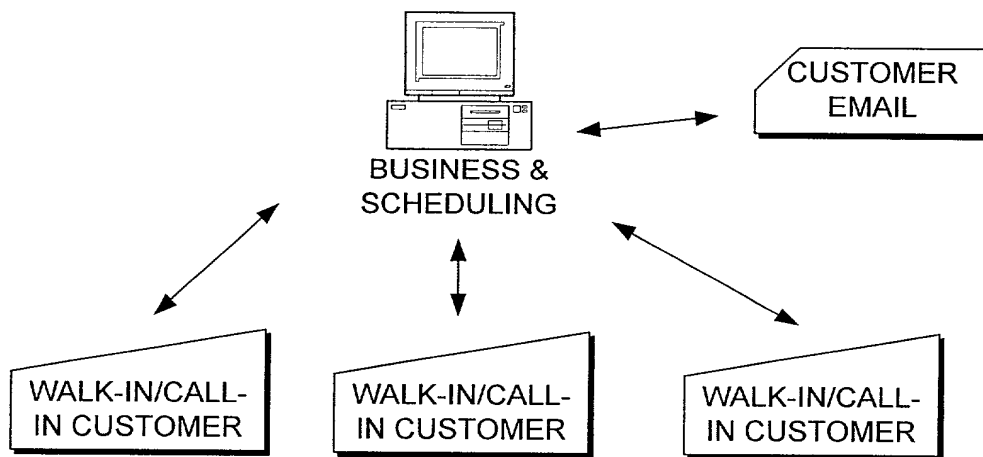 CUSTOMER
EMAIL
BUSINESS &
SCHEDULING
WALK-IN/CALL-
IN CUSTOMER
WALK-IN/CALL-
IN CUSTOMER
WALK-IN/CALL-
IN CUSTOMER